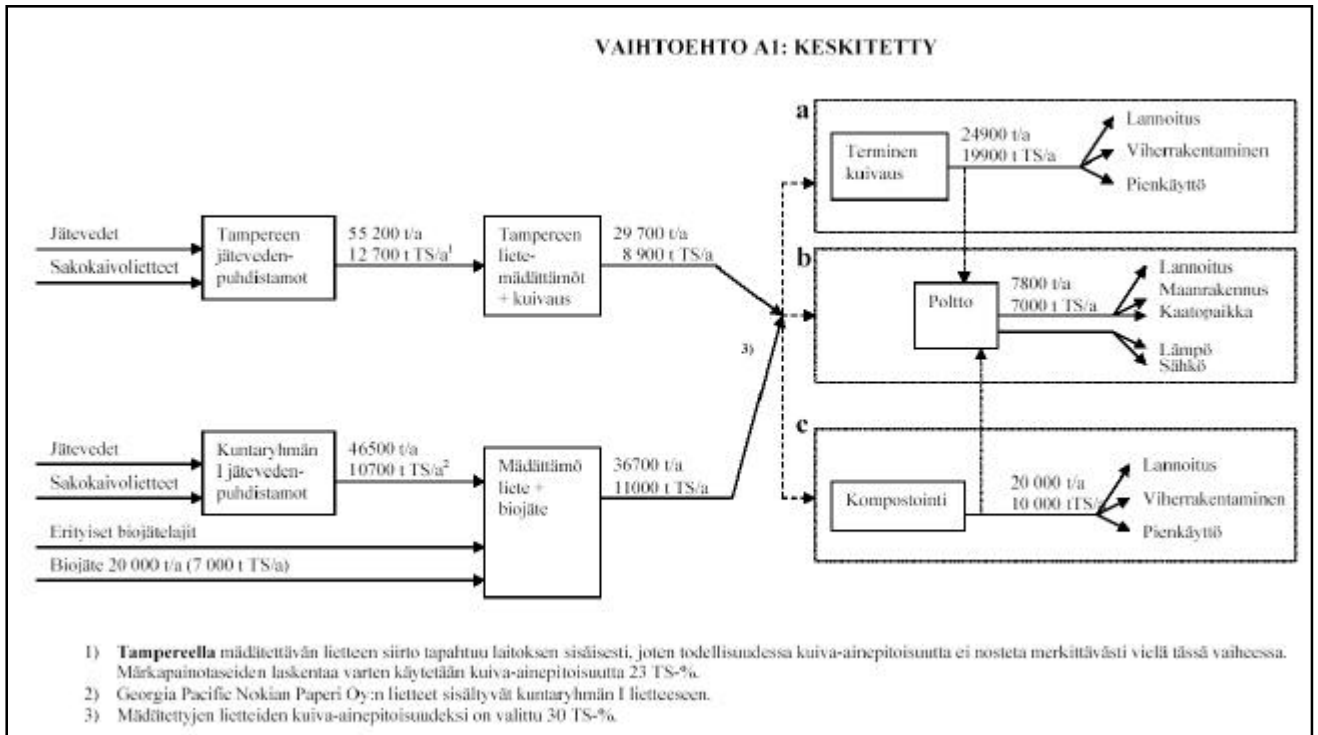 VAIHTOEHTO A1: KESKITETTY
a
Terminen
kuivaus
24900 t/a
19900 t TS/a
Lannoitus
Viherrakentaminen
Pienkäyttö
Jätevedet
Sakokaivolietteet
Tampereen
jäteveden-
puhdistamot
55 200 t/a
12 700 t TS/a¹
Tampereen
liete-
mädättämöt
+ kuivaus
29 700 t/a
8 900 t TS/a
3)
b
Poltto
7800 t/a
7000 t TS/a
Lannoitus
Maanrakennus
Kaatopaikka
Lämpö
Sähkö
Jätevedet
Sakokaivolietteet
Kuntaryhmän
I jäteveden-
puhdistamot
46500 t/a
10700 t TS/a²
Erityiset biojätelajit
Biojäte 20 000 t/a (7 000 t TS/a)
Mädättämö
liete +
biojäte
36700 t/a
11000 t TS/a
c
Kompostointi
20 000 t/a
10 000 tTS/a
Lannoitus
Viherrakentaminen
Pienkäyttö
1) Tampereella mädätettävän lietteen siirto tapahtuu laitoksen sisäisesti, joten todellisuudessa kuiva-ainepitoisuutta ei nosteta merkittävästi vielä tässä vaiheessa.
Märkäpainotaseiden laskentaa varten käytetään kuiva-ainepitoisuutta 23 TS-%.
2) Georgia Pacific Nokian Paperi Oy:n lietteet sisältyvät kuntaryhmän I lietteeseen.
3) Mädätettyjen lietteiden kuiva-ainepitoisuudeksi on valittu 30 TS-%.